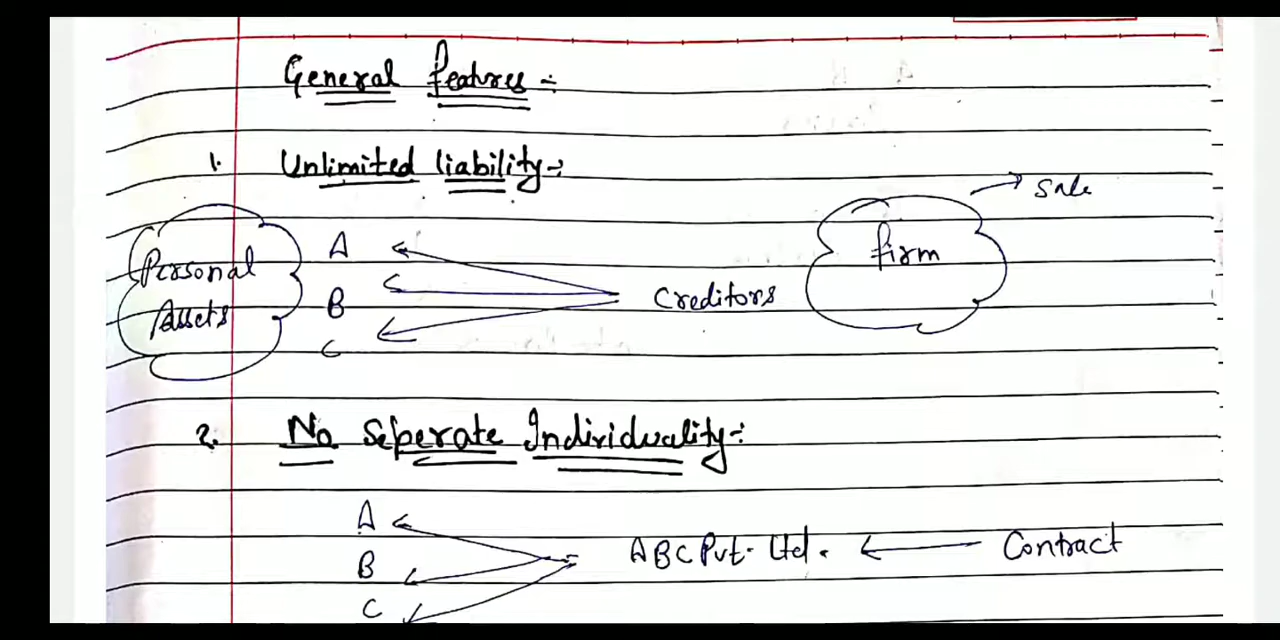 General features :-
1. Unlimited liability :-
Sale
Personal Assets
A
B
C
Creditors
firm
2. No Seperate Individuality :-
A
B
C
ABC Pvt. Ltd.
Contract